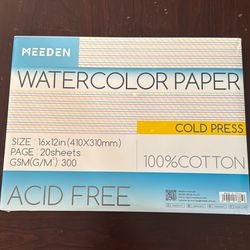 MEEDEN
WATERCOLOR PAPER
COLD PRESS
SIZE : 16x12in (410X310mm)
PAGE : 20sheets
GSM(G/M²): 300
100%COTTON
ACID FREE